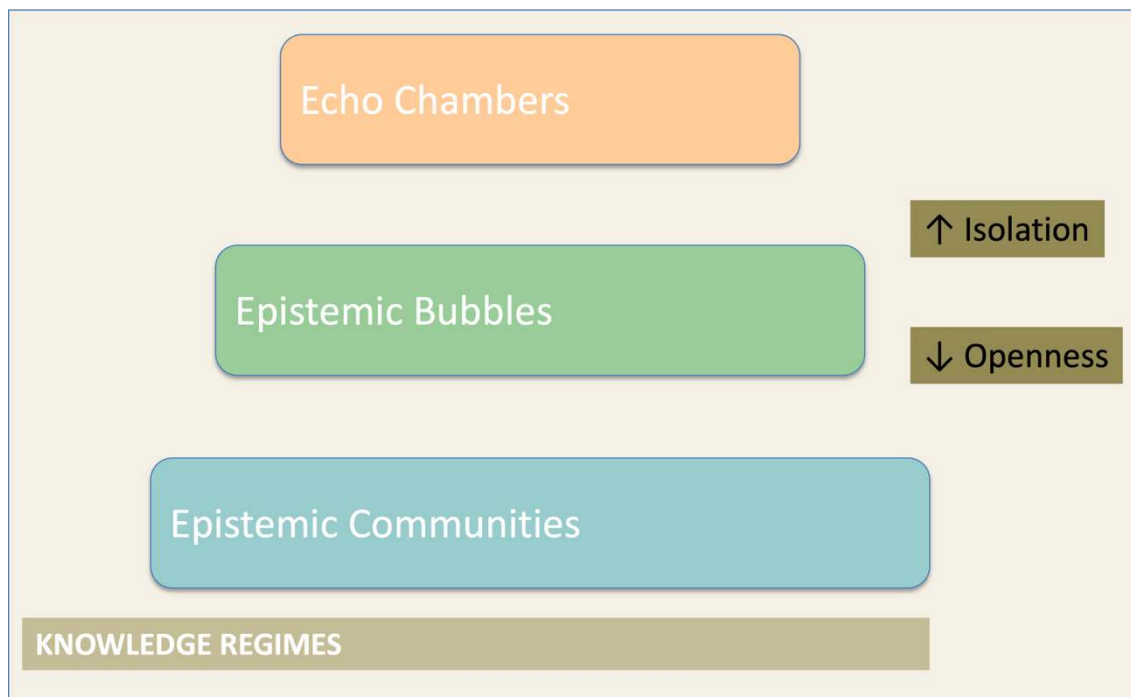 Echo Chambers
↑ Isolation
Epistemic Bubbles
↓ Openness
Epistemic Communities
KNOWLEDGE REGIMES